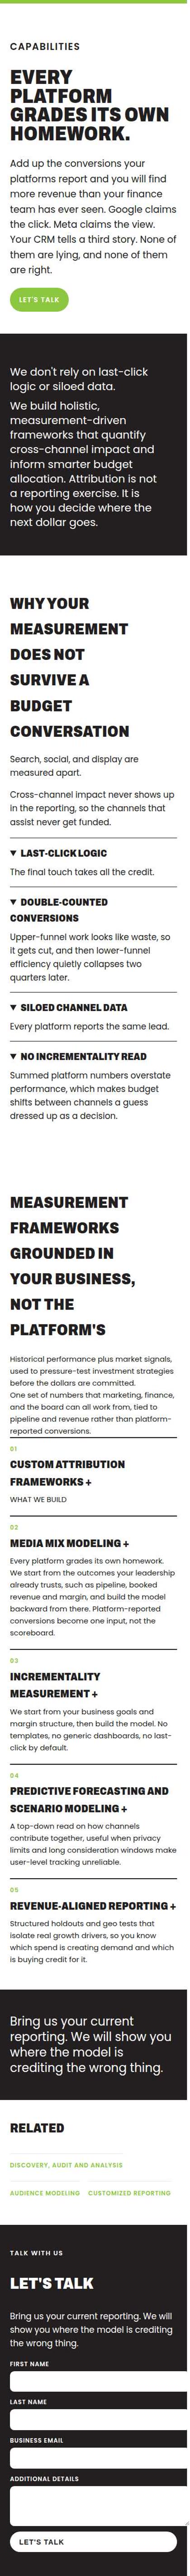 CAPABILITIES
EVERY
PLATFORM
GRADES ITS OWN
HOMEWORK.
Add up the conversions your
platforms report and you will find
more revenue than your finance
team has ever seen. Google claims
the click. Meta claims the view.
Your CRM tells a third story. None of
them are lying, and none of them
are right.
LET'S TALK
We don't rely on last-click
logic or siloed data.
We build holistic,
measurement-driven
frameworks that quantify
cross-channel impact and
inform smarter budget
allocation. Attribution is not
a reporting exercise. It is
how you decide where the
next dollar goes.
WHY YOUR
MEASUREMENT
DOES NOT
SURVIVE A
BUDGET
CONVERSATION
Search, social, and display are
measured apart.
Cross-channel impact never shows up
in the reporting, so the channels that
assist never get funded.
▼ LAST-CLICK LOGIC
The final touch takes all the credit.
▼ DOUBLE-COUNTED
CONVERSIONS
Upper-funnel work looks like waste, so
it gets cut, and then lower-funnel
efficiency quietly collapses two
quarters later.
▼ SILOED CHANNEL DATA
Every platform reports the same lead.
▼ NO INCREMENTALITY READ
Summed platform numbers overstate
performance, which makes budget
shifts between channels a guess
dressed up as a decision.
MEASUREMENT
FRAMEWORKS
GROUNDED IN
YOUR BUSINESS,
NOT THE
PLATFORM'S
Historical performance plus market signals,
used to pressure-test investment strategies
before the dollars are committed.
One set of numbers that marketing, finance,
and the board can all work from, tied to
pipeline and revenue rather than platform-
reported conversions.
01
CUSTOM ATTRIBUTION
FRAMEWORKS +
WHAT WE BUILD
02
MEDIA MIX MODELING +
Every platform grades its own homework.
We start from the outcomes your leadership
already trusts, such as pipeline, booked
revenue and margin, and build the model
backward from there. Platform-reported
conversions become one input, not the
scoreboard.
03
INCREMENTALITY
MEASUREMENT +
We start from your business goals and
margin structure, then build the model. No
templates, no generic dashboards, no last-
click by default.
04
PREDICTIVE FORECASTING AND
SCENARIO MODELING +
A top-down read on how channels
contribute together, useful when privacy
limits and long consideration windows make
user-level tracking unreliable.
05
REVENUE-ALIGNED REPORTING +
Structured holdouts and geo tests that
isolate real growth drivers, so you know
which spend is creating demand and which
is buying credit for it.
Bring us your current
reporting. We will show you
where the model is
crediting the wrong thing.
RELATED
DISCOVERY, AUDIT AND ANALYSIS
AUDIENCE MODELING CUSTOMIZED REPORTING
TALK WITH US
LET'S TALK
Bring us your current reporting. We will
show you where the model is crediting
the wrong thing.
FIRST NAME
LAST NAME
BUSINESS EMAIL
ADDITIONAL DETAILS
LET'S TALK